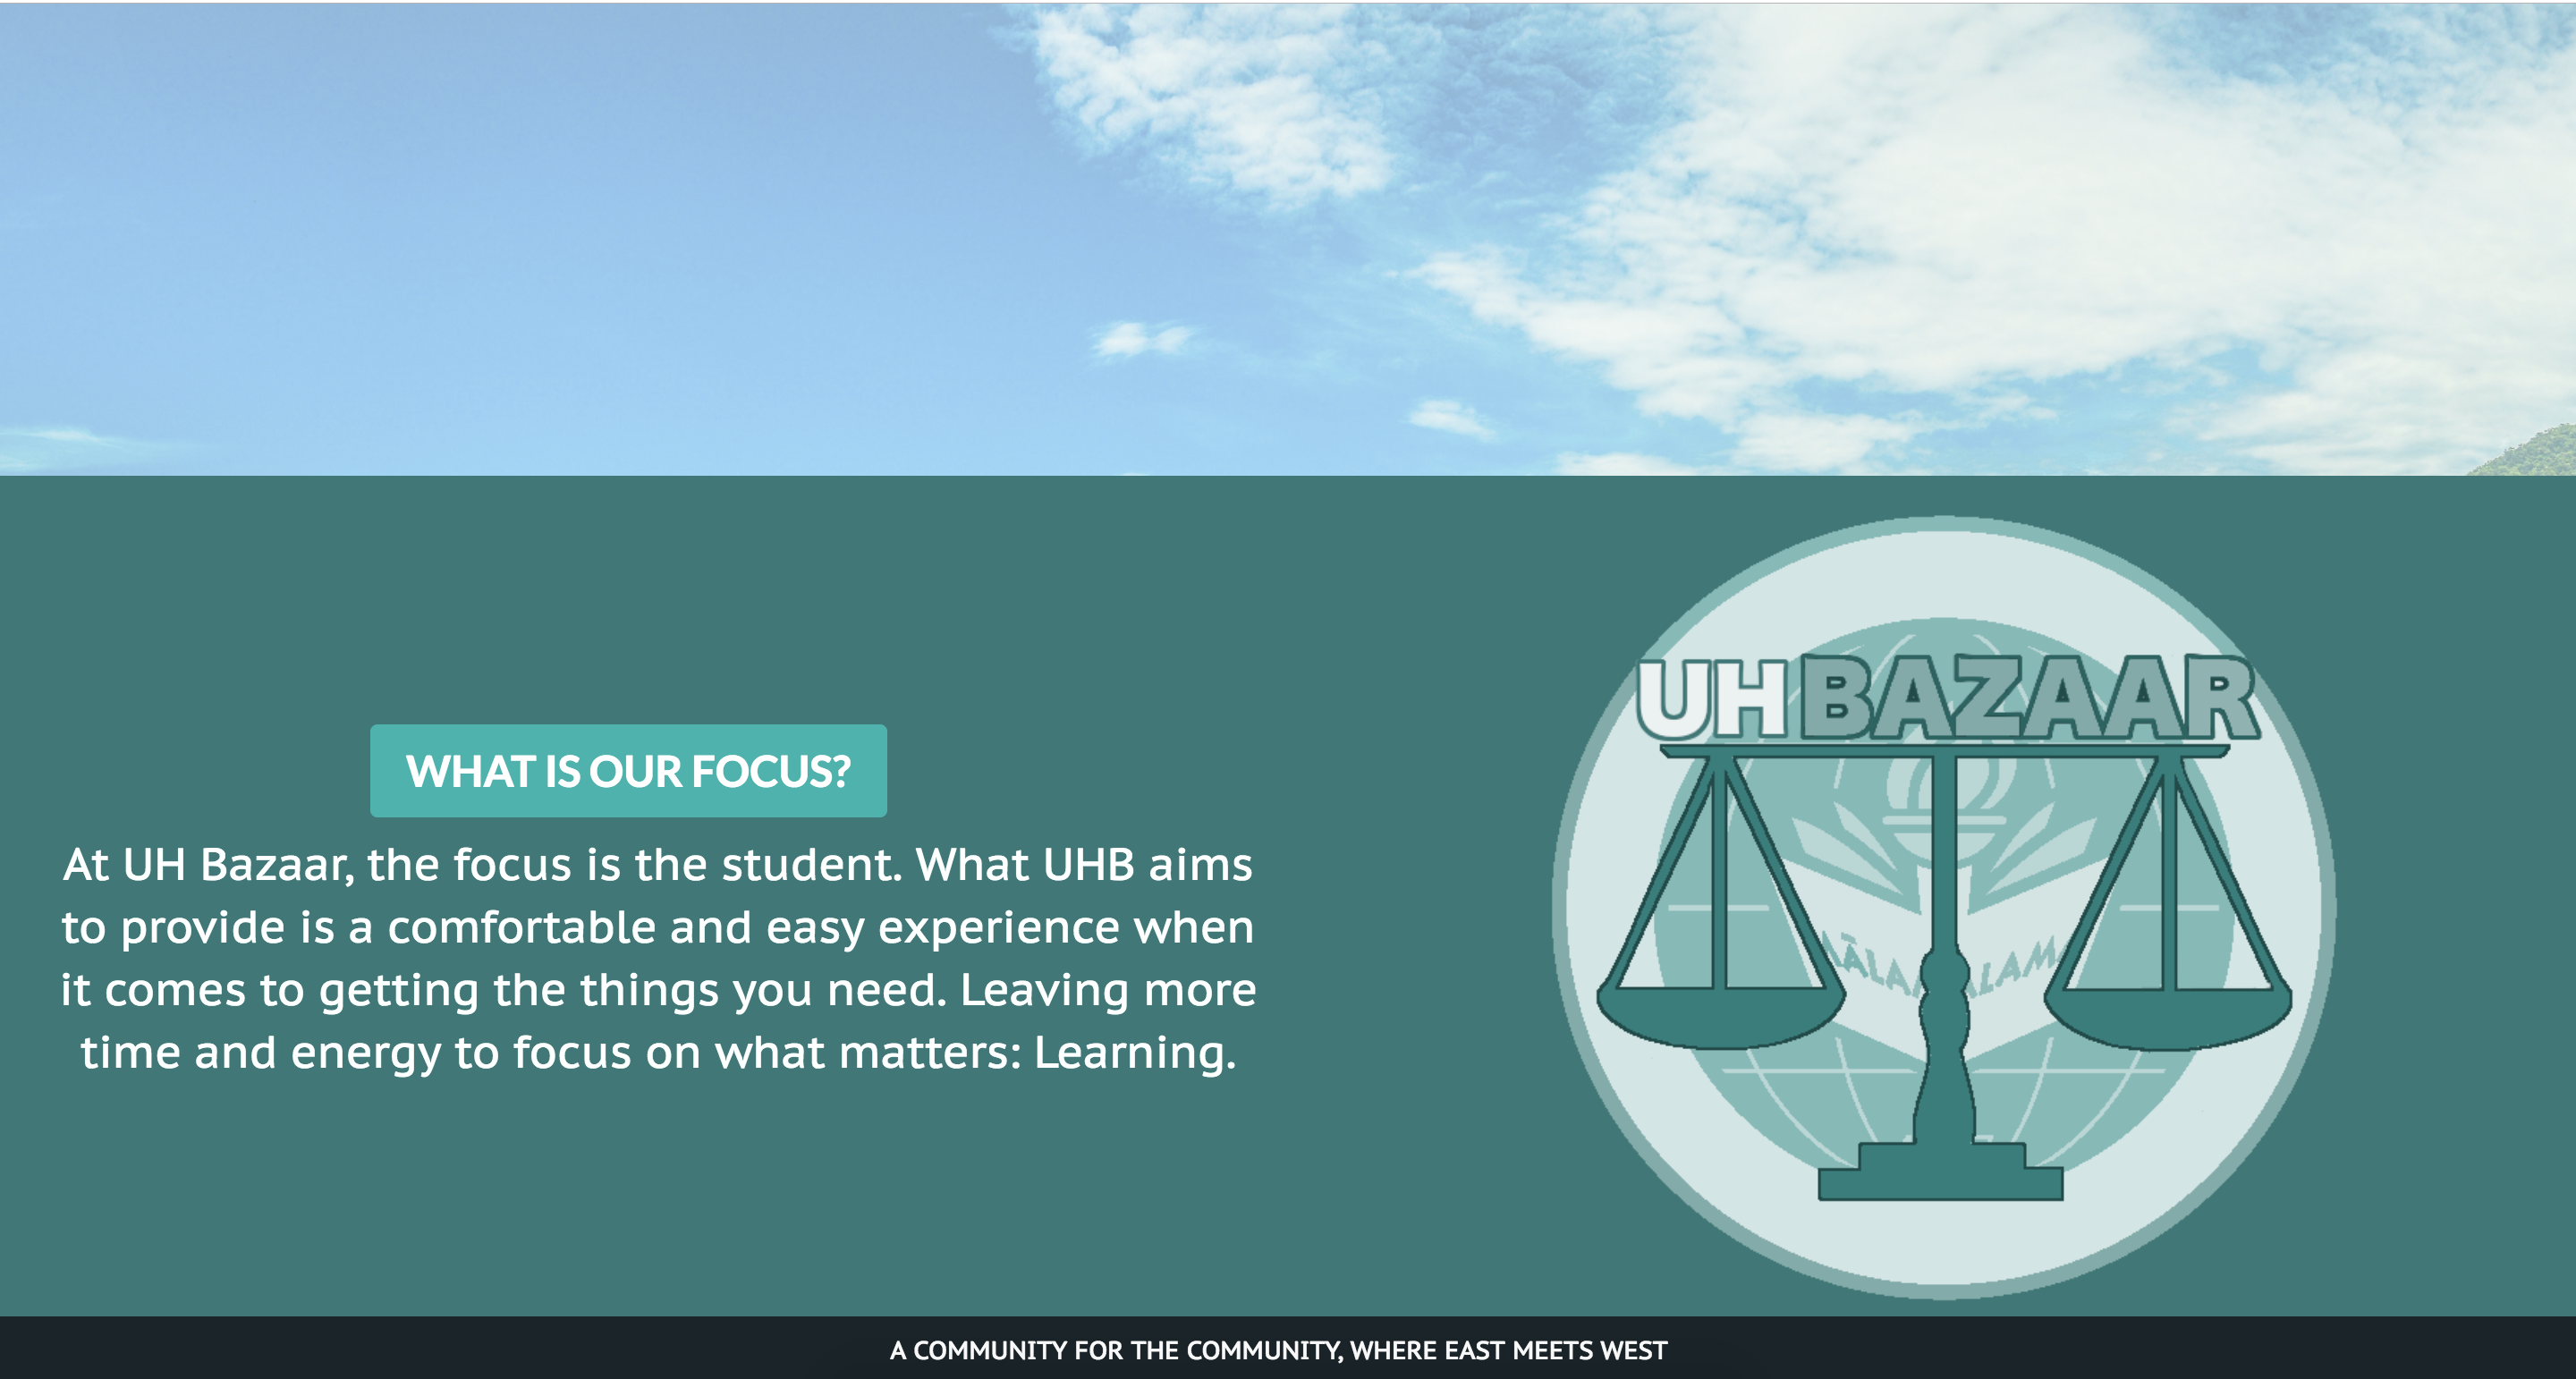 UHBAZAAR
WHAT IS OUR FOCUS?
At UH Bazaar, the focus is the student. What UHB aims
to provide is a comfortable and easy experience when
it comes to getting the things you need. Leaving more
time and energy to focus on what matters: Learning.
A COMMUNITY FOR THE COMMUNITY, WHERE EAST MEETS WEST